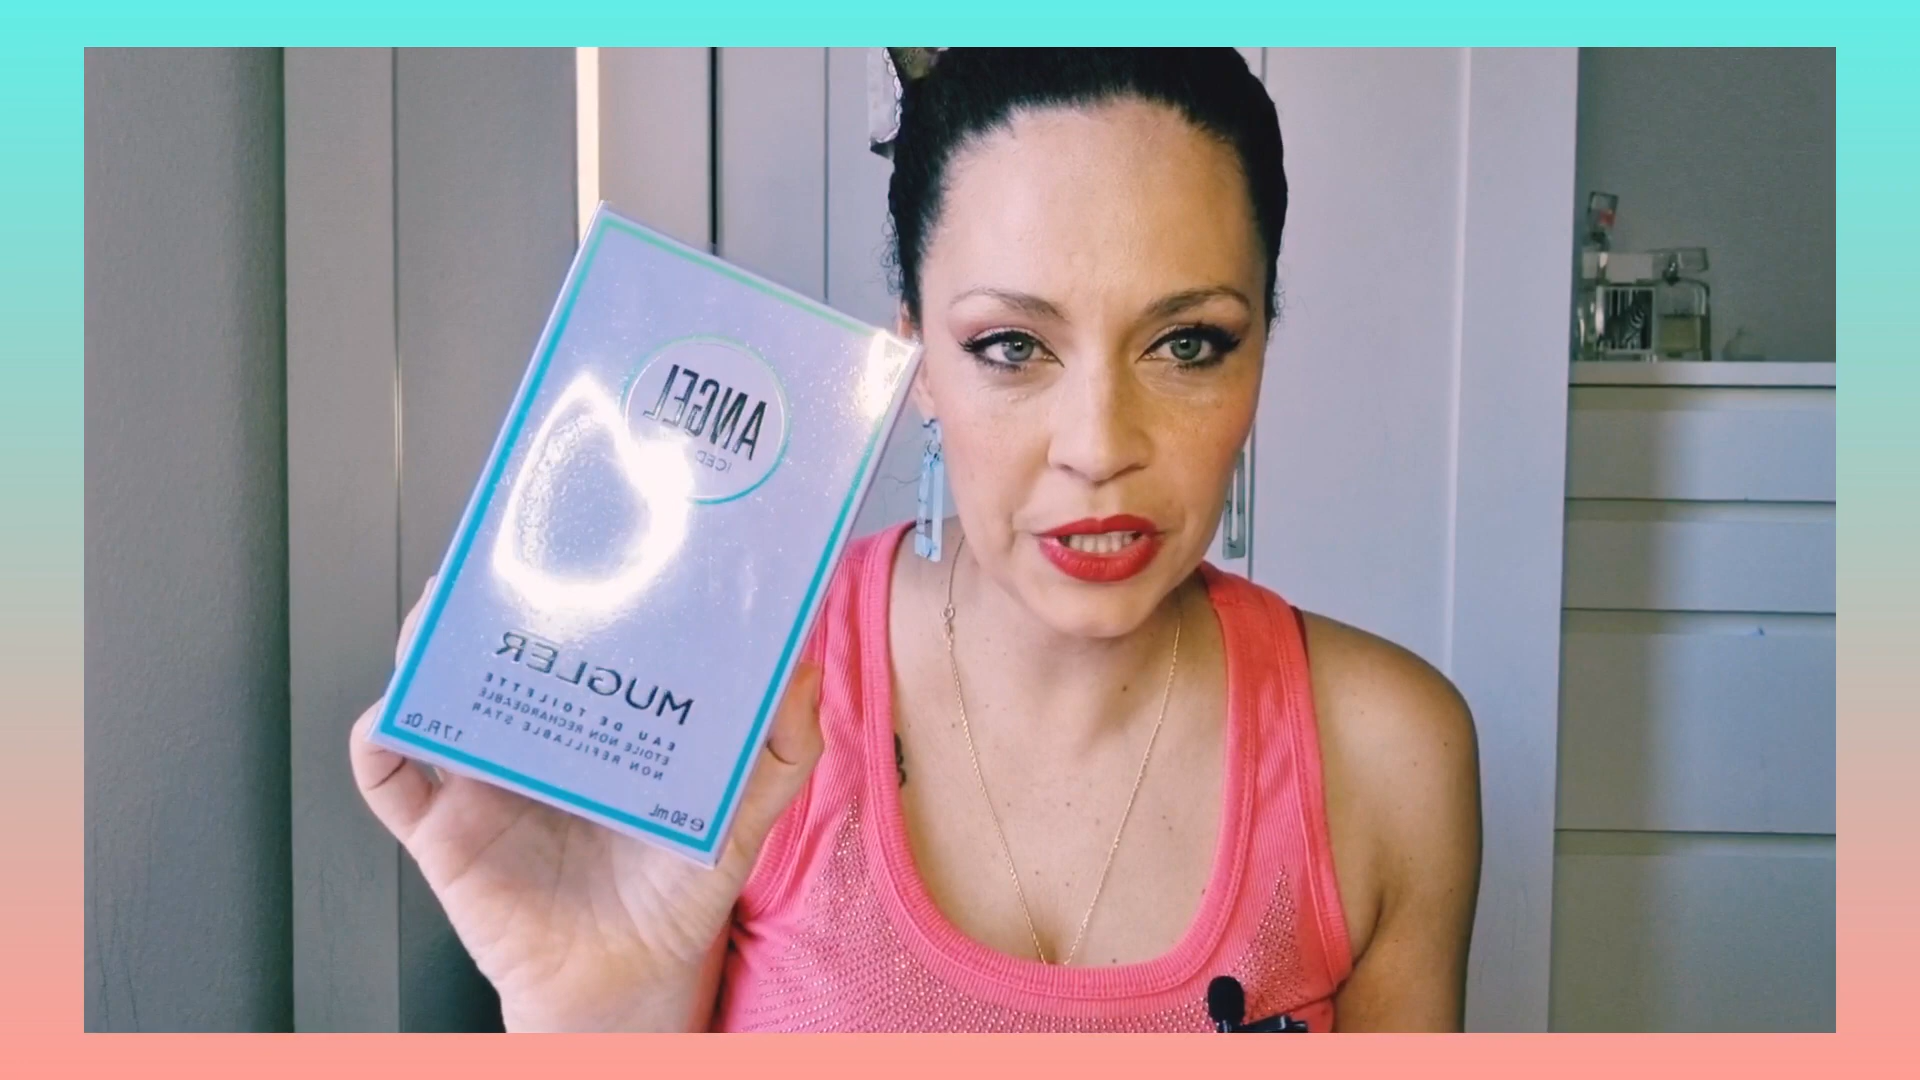 ANGEL
ICED
MUGLER
EAU DE TOILETTE
ETOILE NON RECHARGEABLE
NON REFILLABLE STAR
e 50 mL 1.7 Fl. Oz.